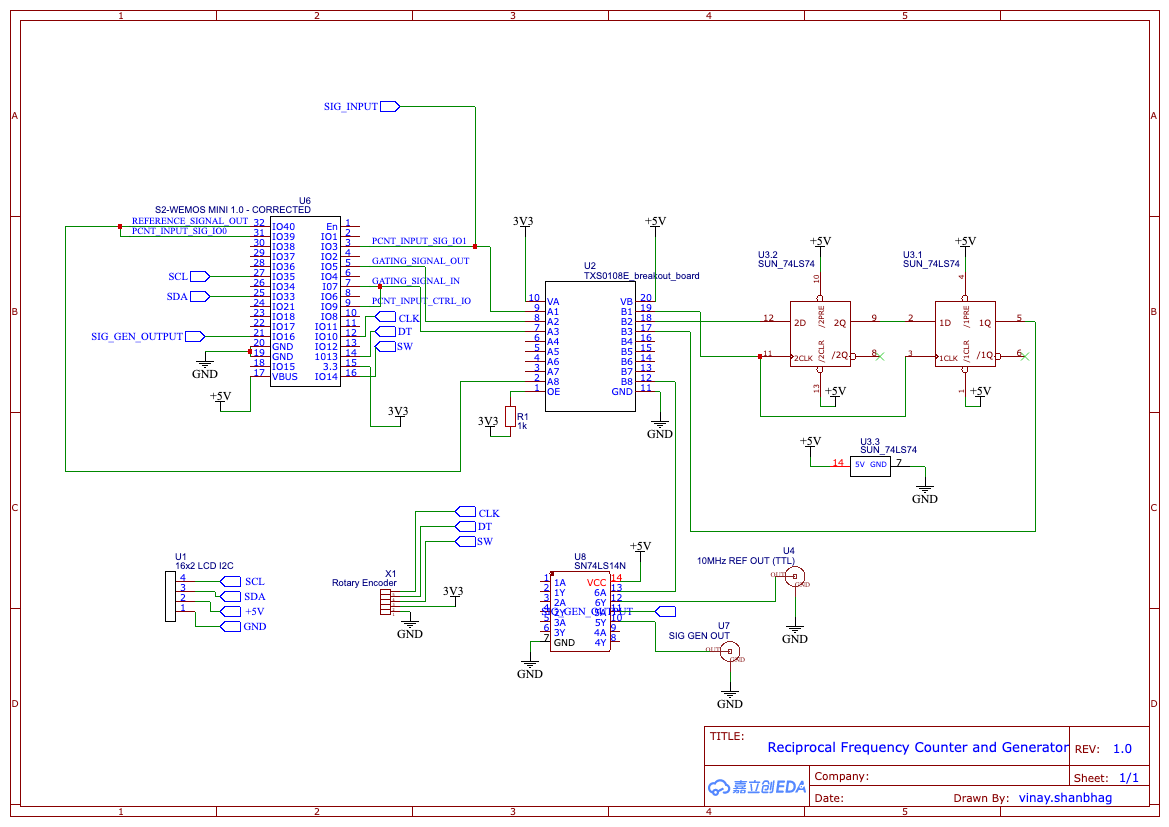 1 2 3 4 5
A A
B B
C C
D D
SIG_INPUT
U6
S2-WEMOS MINI 1.0 - CORRECTED
REFERENCE_SIGNAL_OUT
PCNT_INPUT_SIG_IO0
32 IO40 En 1
31 IO39 IO1 2
30 IO38 IO3 3
29 IO37 IO2 4
28 IO36 IO5 5
27 IO35 IO4 6
26 IO34 I07 7
25 IO33 IO6 8
24 IO21 IO9 9
23 IO18 IO8 10
22 IO17 IO11 11
21 IO16 IO10 12
20 GND IO12 13
19 GND 1013 14
18 IO15 3.3 15
17 VBUS IO14 16
SCL
SDA
SIG_GEN_OUTPUT
GND
+5V
PCNT_INPUT_SIG_IO1
GATING_SIGNAL_OUT
GATING_SIGNAL_IN
PCNT_INPUT_CTRL_IO
CLK
DT
SW
3V3
3V3
+5V
U2
TXS0108E_breakout_board
10 VA VB 20
9 A1 B1 19
8 A2 B2 18
7 A3 B3 17
6 A4 B4 16
5 A5 B5 15
4 A6 B6 14
3 A7 B7 13
2 A8 B8 12
1 OE GND 11
3V3
R1
1k
GND
U3.2
SUN_74LS74
+5V
10
12 2D 2Q 9
/2PRE
/2CLR
11 2CLK /2Q 8
13
+5V
U3.1
SUN_74LS74
+5V
4
2 1D 1Q 5
/1PRE
/1CLR
3 1CLK /1Q 6
1
+5V
+5V
U3.3
SUN_74LS74
14 5V GND 7
GND
CLK
DT
SW
X1
Rotary Encoder
3V3
GND
U1
16x2 LCD I2C
4 SCL
3 SDA
2 +5V
1 GND
U8
SN74LS14N
+5V
1 1A VCC 14
2 1Y 6A 13
3 2A 6Y 12
4 2Y 5A 11
5 3A 5Y 10
6 3Y 4A 9
7 GND 4Y 8
SIG_GEN_OUTPUT
GND
U4
10MHz REF OUT (TTL)
OUT
GND
GND
U7
SIG GEN OUT
OUT
GND
GND
TITLE:
Reciprocal Frequency Counter and Generator
REV: 1.0
嘉立创EDA
Company:
Sheet: 1/1
Date:
Drawn By: vinay.shanbhag
1 2 3 4 5